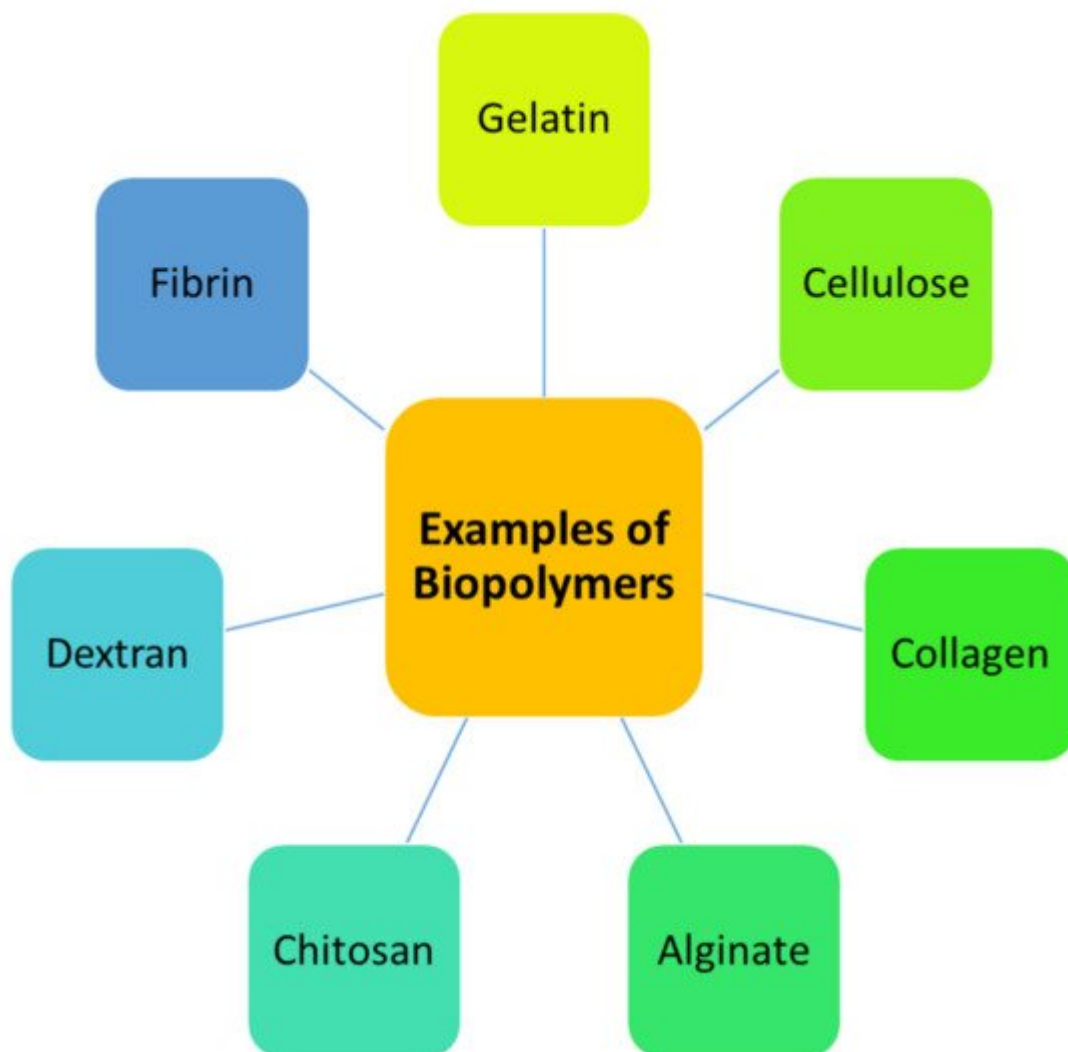 Gelatin
Fibrin
Cellulose
Examples of
Biopolymers
Dextran
Collagen
Chitosan
Alginate